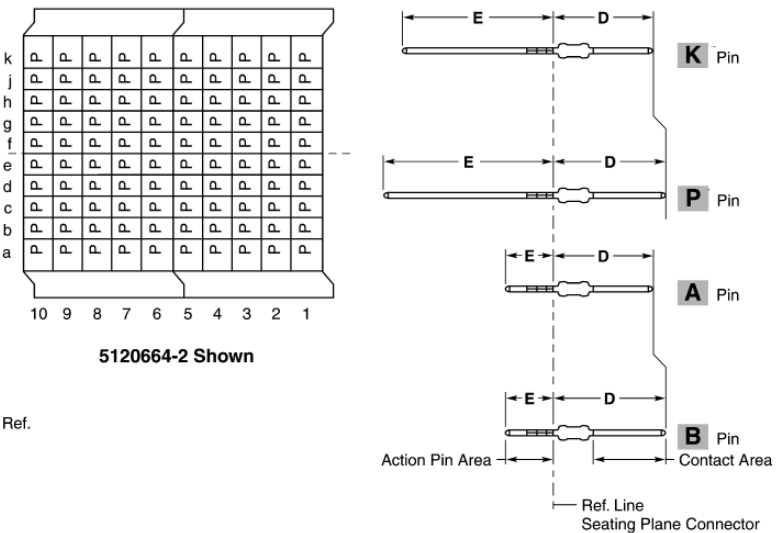 k P P P P P P P P P P
j P P P P P P P P P P
h P P P P P P P P P P
g P P P P P P P P P P
f P P P P P P P P P P
e P P P P P P P P P P
d P P P P P P P P P P
c P P P P P P P P P P
b P P P P P P P P P P
a P P P P P P P P P P
10 9 8 7 6 5 4 3 2 1
5120664-2 Shown
Ref.
E D
K Pin
E D
P Pin
E D
A Pin
E D
B Pin
Action Pin Area
Contact Area
Ref. Line
Seating Plane Connector